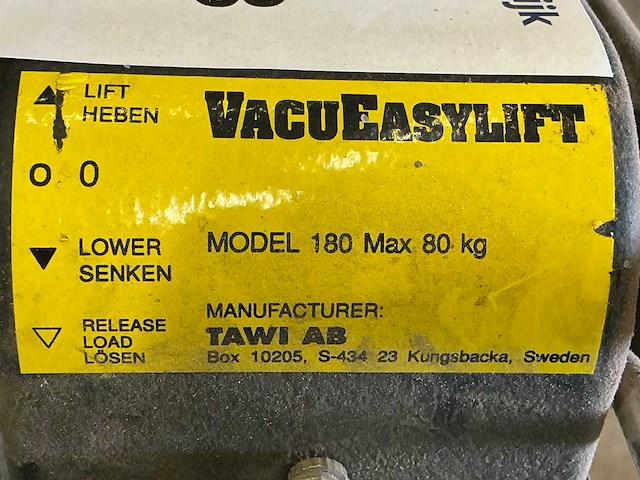 ijk
LIFT
HEBEN
VACUEASYLIFT
O 0
LOWER
SENKEN
MODEL 180 Max 80 kg
RELEASE
LOAD
LÖSEN
MANUFACTURER:
TAWI AB
Box 10205, S-434 23 Kungsbacka, Sweden